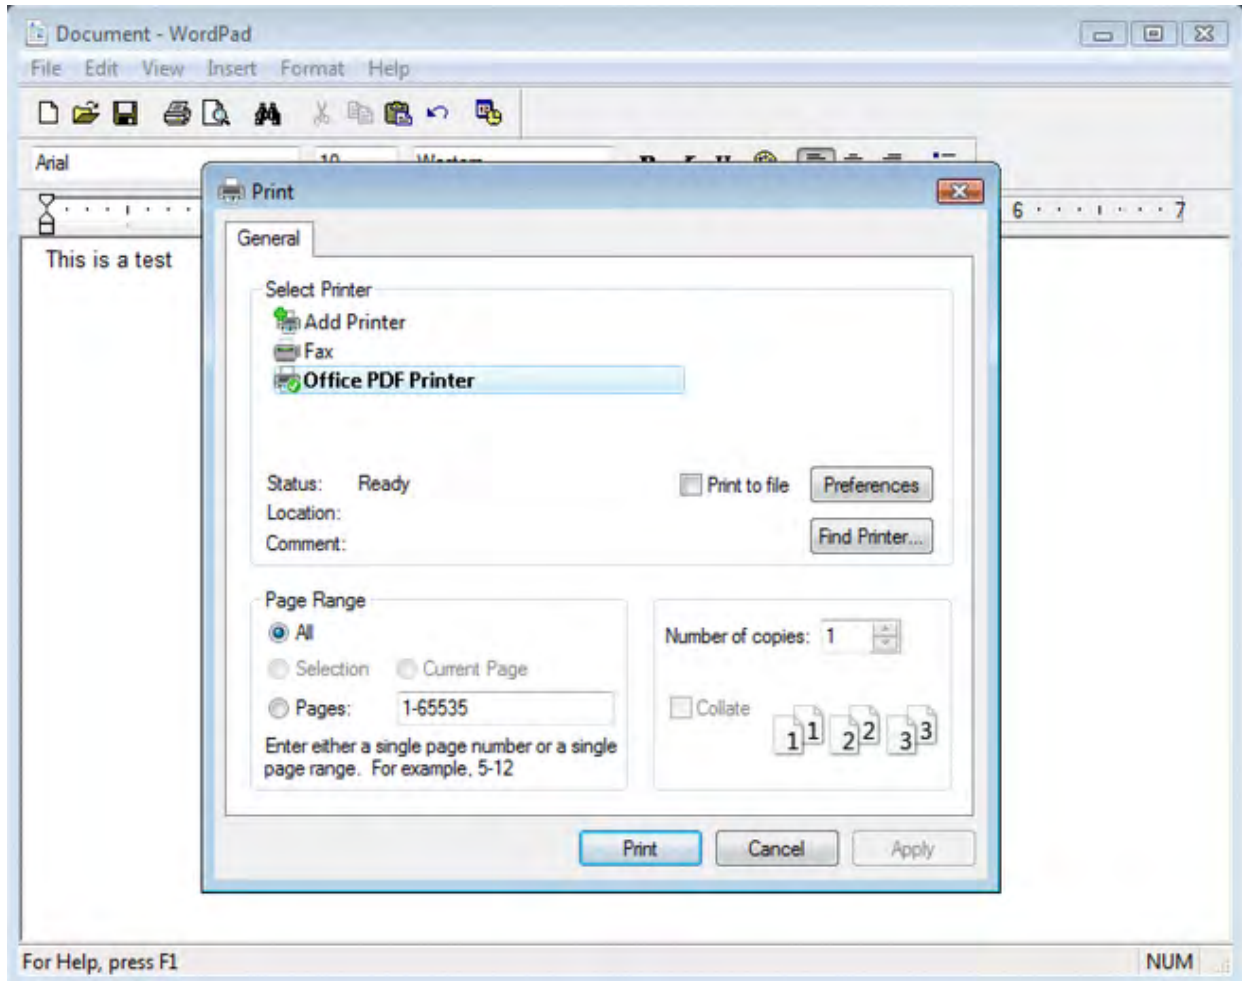 Document - WordPad
File Edit View Insert Format Help
Arial 10 Western
6 7
Print
General
This is a test
Select Printer
Add Printer
Fax
Office PDF Printer
Status: Ready
Print to file Preferences
Location:
Comment:
Find Printer...
Page Range
All
Number of copies: 1
Selection Current Page
Pages: 1-65535
Collate
1 1 2 2 3 3
Enter either a single page number or a single
page range. For example, 5-12
Print Cancel Apply
For Help, press F1 NUM